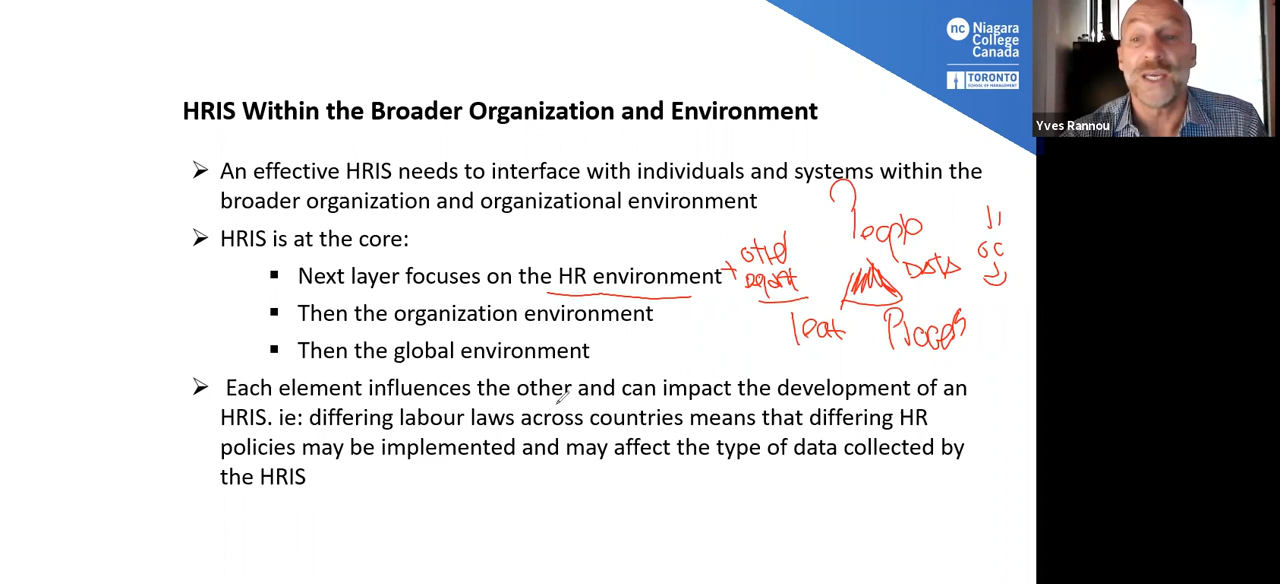 nc Niagara
College
Canada
TORONTO
SCHOOL OF MANAGEMENT
Yves Rannou
HRIS Within the Broader Organization and Environment
➢ An effective HRIS needs to interface with individuals and systems within the
broader organization and organizational environment
➢ HRIS is at the core:
▪ Next layer focuses on the HR environment +
▪ Then the organization environment
▪ Then the global environment
People
Data
Process
➢ Each element influences the other and can impact the development of an
HRIS. ie: differing labour laws across countries means that differing HR
policies may be implemented and may affect the type of data collected by
the HRIS